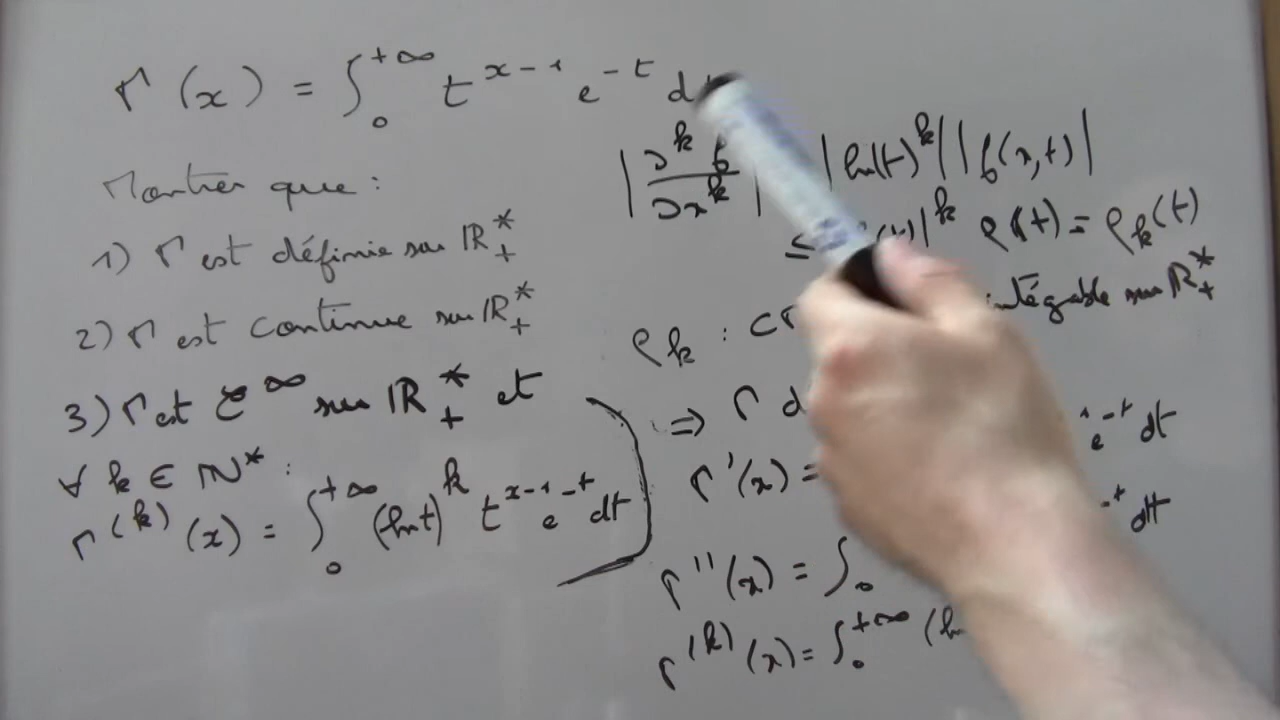 Γ(x) = ∫₀^{+∞} t^{x-1} e^{-t} d
Montrer que :
1) Γ est définie sur ℝ₊*
2) Γ est continue sur ℝ₊*
3) Γ est C^∞ sur ℝ₊* et
∀ k ∈ ℕ* :
Γ^{(k)}(x) = ∫₀^{+∞} (ln t)^k t^{x-1} e^{-t} dt
|∂^k f / ∂x^k| |ln(t)^k| |f(x,t)|
≤ (t)|^k φ(t) = φ_k(t)
φ_k : intégrable sur ℝ₊*
⇒ Γ d e^{-t} dt
Γ'(x) = dt
Γ''(x) = ∫₀
Γ^{(k)}(x) = ∫₀^{+∞} (